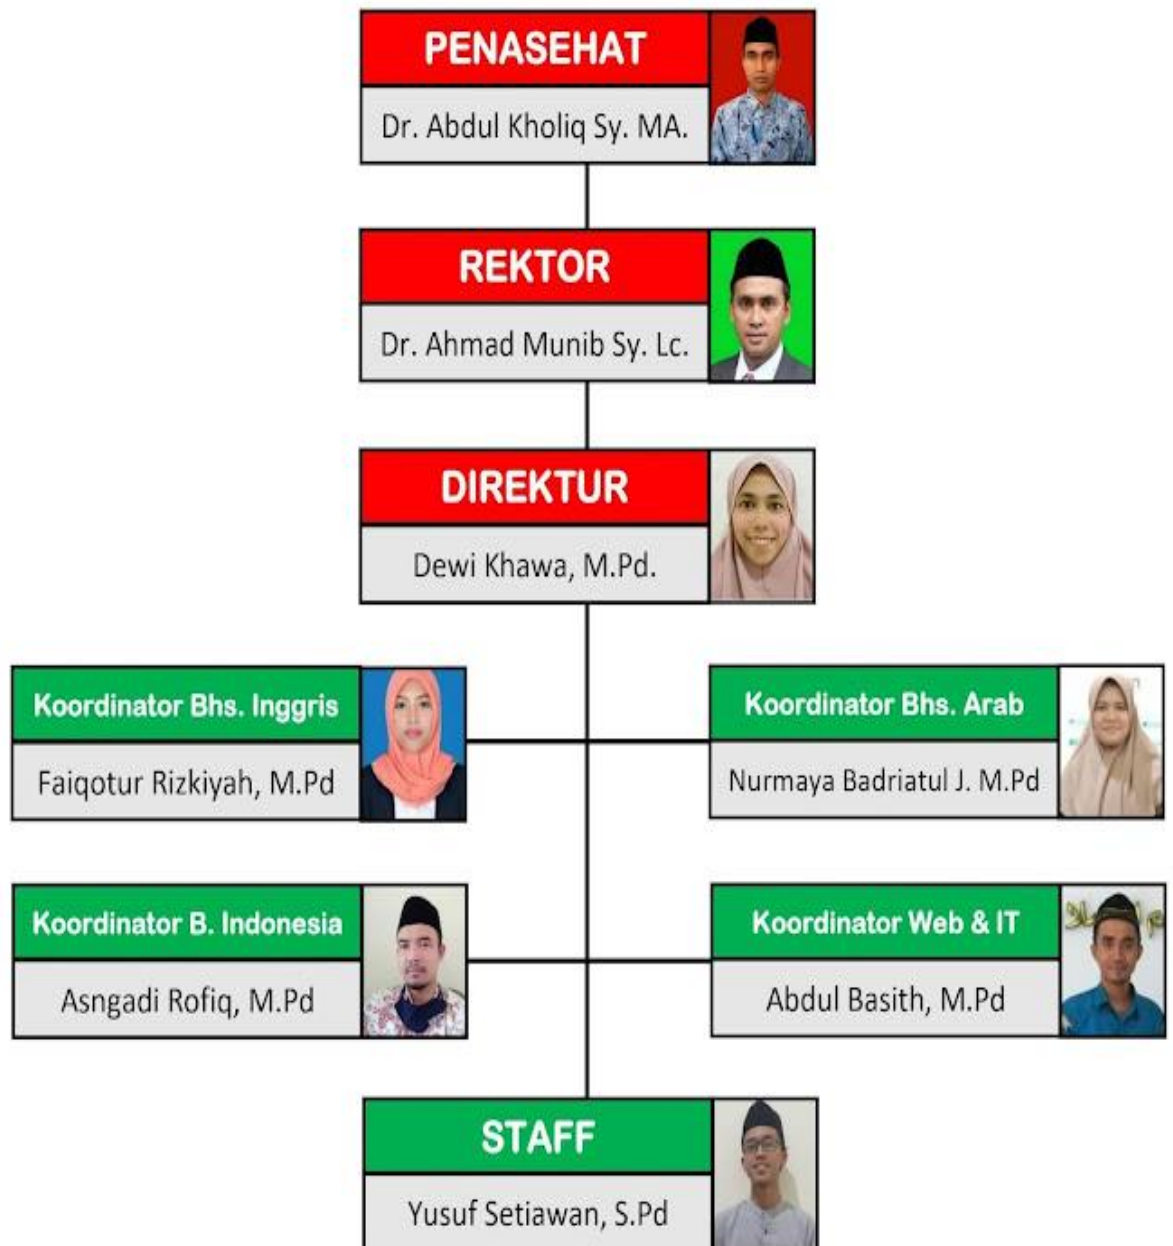 PENASEHAT
Dr. Abdul Kholiq Sy. MA.
REKTOR
Dr. Ahmad Munib Sy. Lc.
DIREKTUR
Dewi Khawa, M.Pd.
Koordinator Bhs. Inggris
Faiqotur Rizkiyah, M.Pd
Koordinator Bhs. Arab
Nurmaya Badriatul J. M.Pd
Koordinator B. Indonesia
Asngadi Rofiq, M.Pd
Koordinator Web & IT
Abdul Basith, M.Pd
STAFF
Yusuf Setiawan, S.Pd